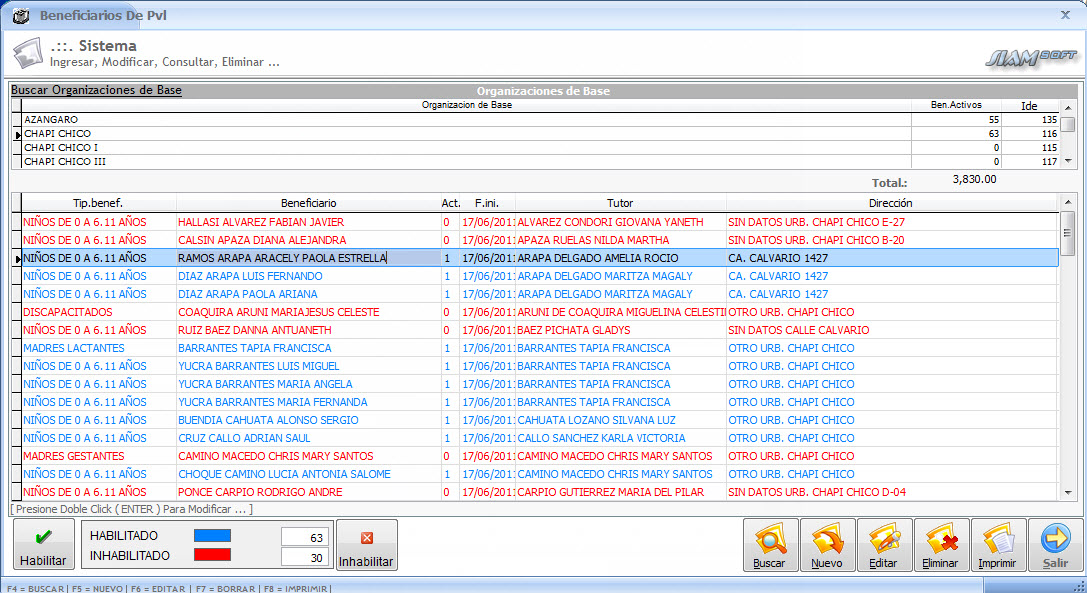 Beneficiarios De Pvl
.::. Sistema
Ingresar, Modificar, Consultar, Eliminar ...
SIAM SOFT
Buscar Organizaciones de Base Organizaciones de Base
Organizacion de Base Ben.Activos Ide
AZANGARO 55 135
CHAPI CHICO 63 116
CHAPI CHICO I 0 115
CHAPI CHICO III 0 117
Total.: 3,830.00
Tip.benef. Beneficiario Act. F.ini. Tutor Dirección
NIÑOS DE 0 A 6.11 AÑOS HALLASI ALVAREZ FABIAN JAVIER 0 17/06/201 ALVAREZ CONDORI GIOVANA YANETH SIN DATOS URB. CHAPI CHICO E-27
NIÑOS DE 0 A 6.11 AÑOS CALSIN APAZA DIANA ALEJANDRA 0 17/06/201 APAZA RUELAS NILDA MARTHA SIN DATOS URB. CHAPI CHICO B-20
NIÑOS DE 0 A 6.11 AÑOS RAMOS ARAPA ARACELY PAOLA ESTRELLA 1 17/06/201 ARAPA DELGADO AMELIA ROCIO CA. CALVARIO 1427
NIÑOS DE 0 A 6.11 AÑOS DIAZ ARAPA LUIS FERNANDO 1 17/06/201 ARAPA DELGADO MARITZA MAGALY CA. CALVARIO 1427
NIÑOS DE 0 A 6.11 AÑOS DIAZ ARAPA PAOLA ARIANA 1 17/06/201 ARAPA DELGADO MARITZA MAGALY CA. CALVARIO 1427
DISCAPACITADOS COAQUIRA ARUNI MARIAJESUS CELESTE 0 17/06/201 ARUNI DE COAQUIRA MIGUELINA CELESTI OTRO URB. CHAPI CHICO
NIÑOS DE 0 A 6.11 AÑOS RUIZ BAEZ DANNA ANTUANETH 0 17/06/201 BAEZ PICHATA GLADYS SIN DATOS CALLE CALVARIO
MADRES LACTANTES BARRANTES TAPIA FRANCISCA 1 17/06/201 BARRANTES TAPIA FRANCISCA OTRO URB. CHAPI CHICO
NIÑOS DE 0 A 6.11 AÑOS YUCRA BARRANTES LUIS MIGUEL 1 17/06/201 BARRANTES TAPIA FRANCISCA OTRO URB. CHAPI CHICO
NIÑOS DE 0 A 6.11 AÑOS YUCRA BARRANTES MARIA ANGELA 1 17/06/201 BARRANTES TAPIA FRANCISCA OTRO URB. CHAPI CHICO
NIÑOS DE 0 A 6.11 AÑOS YUCRA BARRANTES MARIA FERNANDA 1 17/06/201 BARRANTES TAPIA FRANCISCA OTRO URB. CHAPI CHICO
NIÑOS DE 0 A 6.11 AÑOS BUENDIA CAHUATA ALONSO SERGIO 1 17/06/201 CAHUATA LOZANO SILVANA LUZ OTRO URB. CHAPI CHICO
NIÑOS DE 0 A 6.11 AÑOS CRUZ CALLO ADRIAN SAUL 1 17/06/201 CALLO SANCHEZ KARLA VICTORIA OTRO URB. CHAPI CHICO
MADRES GESTANTES CAMINO MACEDO CHRIS MARY SANTOS 0 17/06/201 CAMINO MACEDO CHRIS MARY SANTOS OTRO URB. CHAPI CHICO
NIÑOS DE 0 A 6.11 AÑOS CHOQUE CAMINO LUCIA ANTONIA SALOME 1 17/06/201 CAMINO MACEDO CHRIS MARY SANTOS OTRO URB. CHAPI CHICO
NIÑOS DE 0 A 6.11 AÑOS PONCE CARPIO RODRIGO ANDRE 0 17/06/201 CARPIO GUTIERREZ MARIA DEL PILAR SIN DATOS URB. CHAPI CHICO D-04
[ Presione Doble Click ( ENTER ) Para Modificar ... ]
HABILITADO 63
INHABILITADO 30
Habilitar Inhabilitar Buscar Nuevo Editar Eliminar Imprimir Salir
F4 = BUSCAR| F5 = NUEVO| F6 = EDITAR | F7 = BORRAR| F8 = IMPRIMIR|